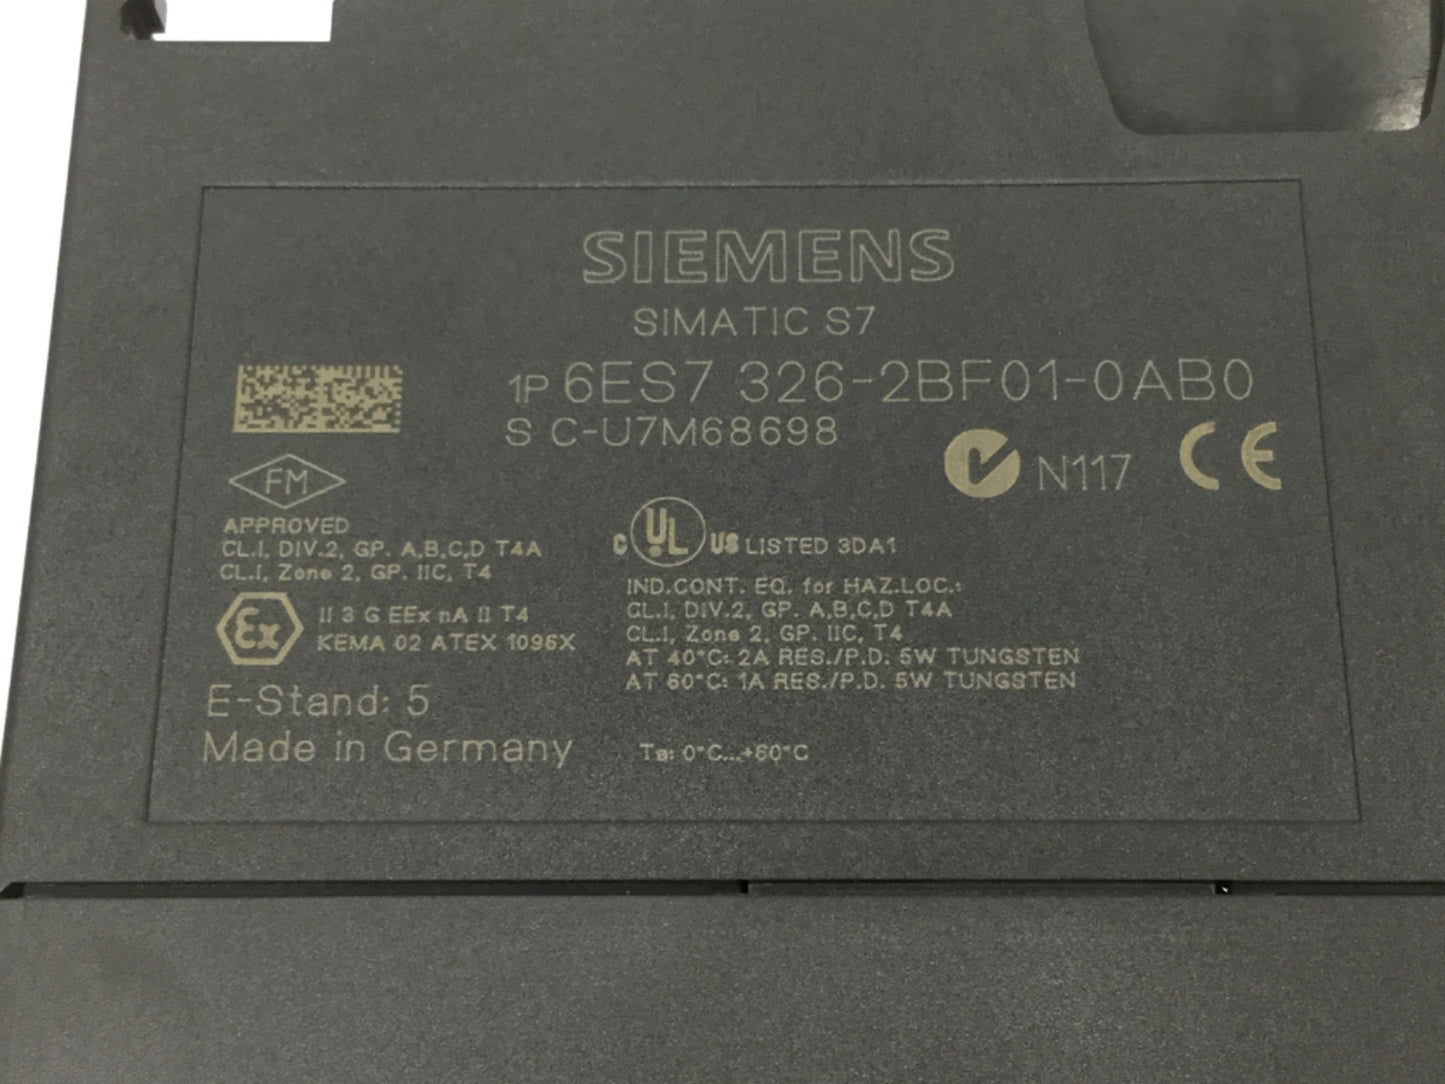 SIEMENS
SIMATIC S7
1P 6ES7 326-2BF01-0AB0
S C-U7M68698
N117 CE
FM
APPROVED
CL.I, DIV.2, GP. A,B,C,D T4A
CL.I, Zone 2, GP. IIC, T4
Ex
II 3 G EEx nA II T4
KEMA 02 ATEX 1096X
C UL US LISTED 3DA1
IND.CONT. EQ. for HAZ.LOC.:
CL.I, DIV.2, GP. A,B,C,D T4A
CL.I, Zone 2, GP. IIC, T4
AT 40°C: 2A RES./P.D. 5W TUNGSTEN
AT 60°C: 1A RES./P.D. 5W TUNGSTEN
E-Stand: 5
Made in Germany
Ta: 0°C...+60°C